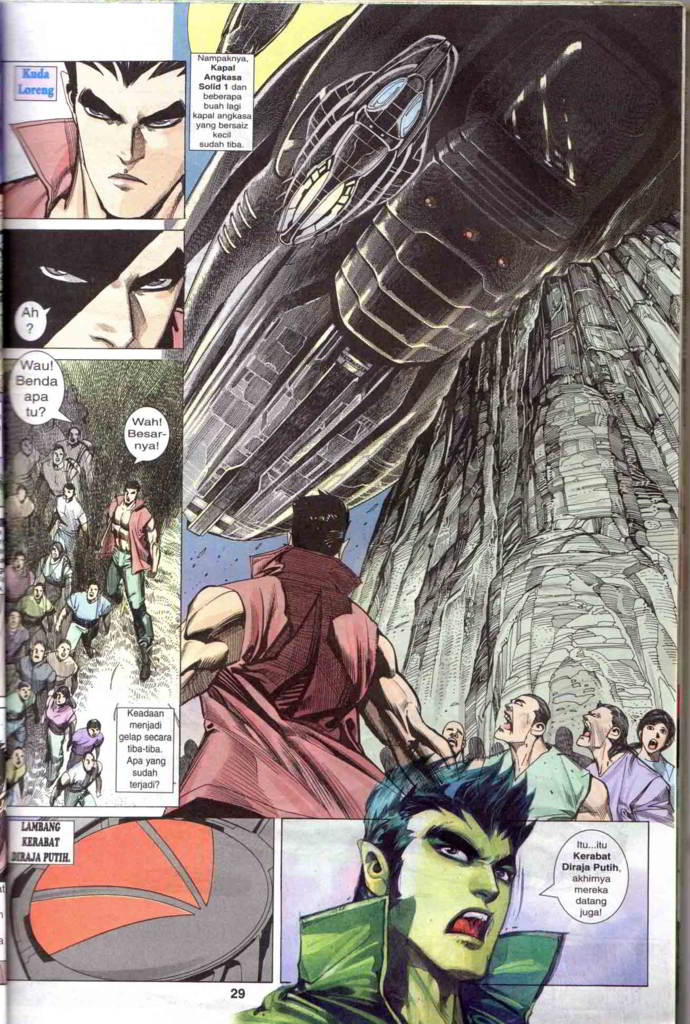 Kuda
Loreng
Nampaknya,
Kapal
Angkasa
Solid 1 dan
beberapa
buah lagi
kapal angkasa
yang bersaiz
kecil
sudah tiba.
Ah
?
Wau!
Benda
apa
tu?
Wah!
Besar-
nya!
Keadaan
menjadi
gelap secara
tiba-tiba.
Apa yang
sudah
terjadi?
LAMBANG
KERABAT
DIRAJA PUTIH.
Itu...itu
Kerabat
Diraja Putih,
akhirnya
mereka
datang
juga!
29